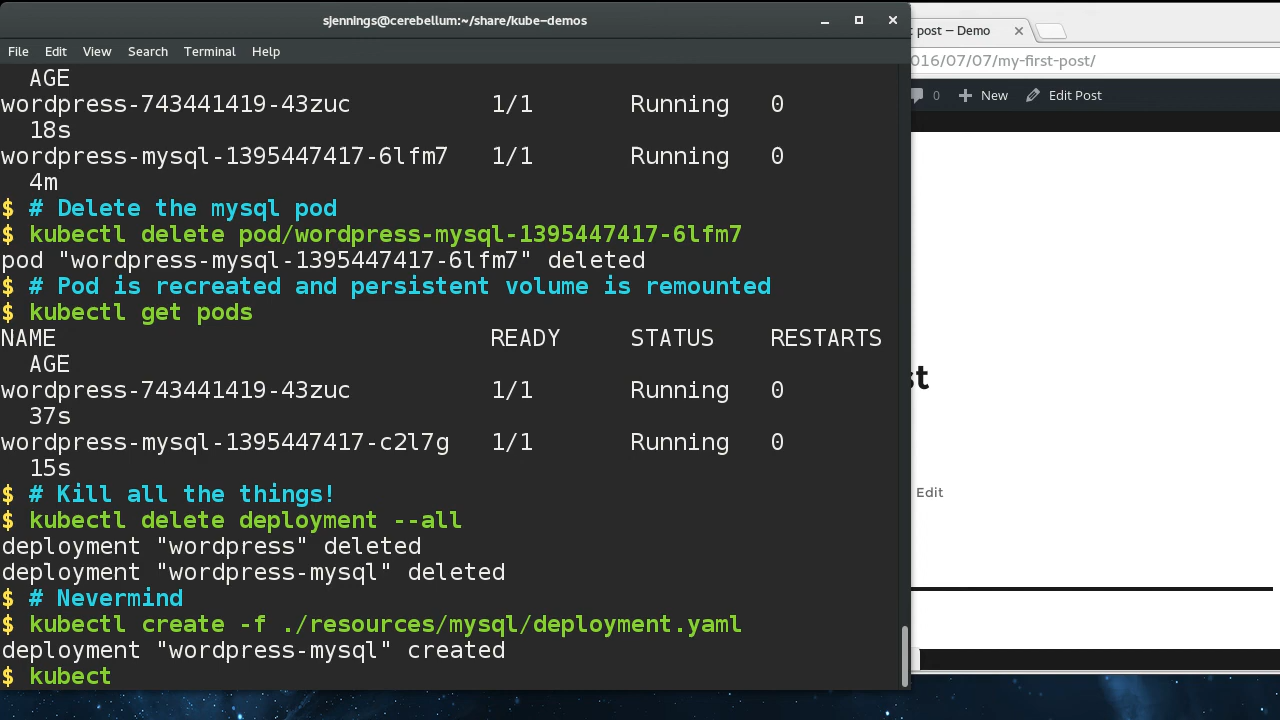 sjennings@cerebellum:~/share/kube-demos
File Edit View Search Terminal Help
AGE
wordpress-743441419-43zuc 1/1 Running 0
18s
wordpress-mysql-1395447417-6lfm7 1/1 Running 0
4m
$ # Delete the mysql pod
$ kubectl delete pod/wordpress-mysql-1395447417-6lfm7
pod "wordpress-mysql-1395447417-6lfm7" deleted
$ # Pod is recreated and persistent volume is remounted
$ kubectl get pods
NAME READY STATUS RESTARTS
AGE
wordpress-743441419-43zuc 1/1 Running 0
37s
wordpress-mysql-1395447417-c2l7g 1/1 Running 0
15s
$ # Kill all the things!
$ kubectl delete deployment --all
deployment "wordpress" deleted
deployment "wordpress-mysql" deleted
$ # Nevermind
$ kubectl create -f ./resources/mysql/deployment.yaml
deployment "wordpress-mysql" created
$ kubect
post – Demo
016/07/07/my-first-post/
0 New Edit Post
st
Edit